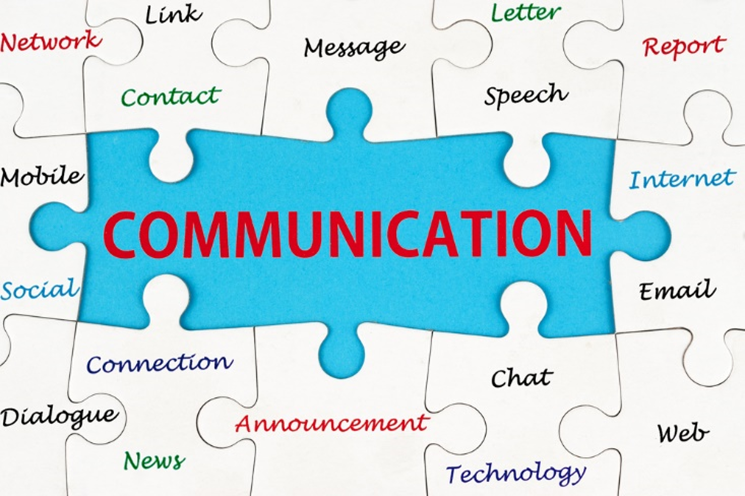 Link
Letter
Network
Message
Report
Contact
Speech
Mobile
Internet
COMMUNICATION
Social
Email
Connection
Chat
Dialogue
Announcement
Web
News
Technology